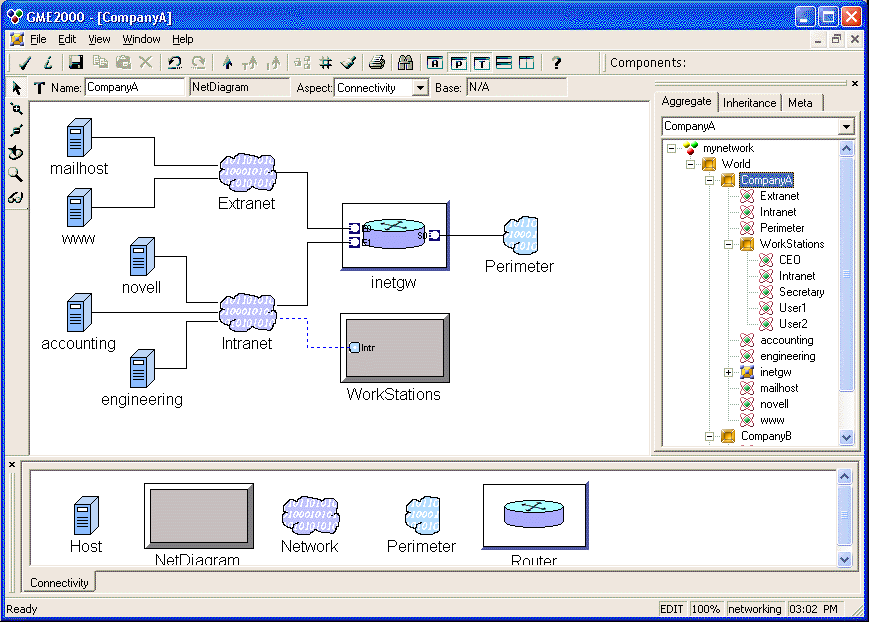 GME2000 - [CompanyA]
File Edit View Window Help
Components:
Name: CompanyA NetDiagram Aspect: Connectivity Base: N/A
Aggregate Inheritance Meta
CompanyA
mynetwork
World
CompanyA
Extranet
Intranet
Perimeter
WorkStations
CEO
Intranet
Secretary
User1
User2
accounting
engineering
inetgw
mailhost
novell
www
CompanyB
mailhost
Extranet
www
E1
S0
inetgw
Perimeter
novell
accounting
Intranet
Intr
engineering
WorkStations
Host
NetDiagram
Network
Perimeter
Router
Connectivity
Ready EDIT 100% networking 03:02 PM